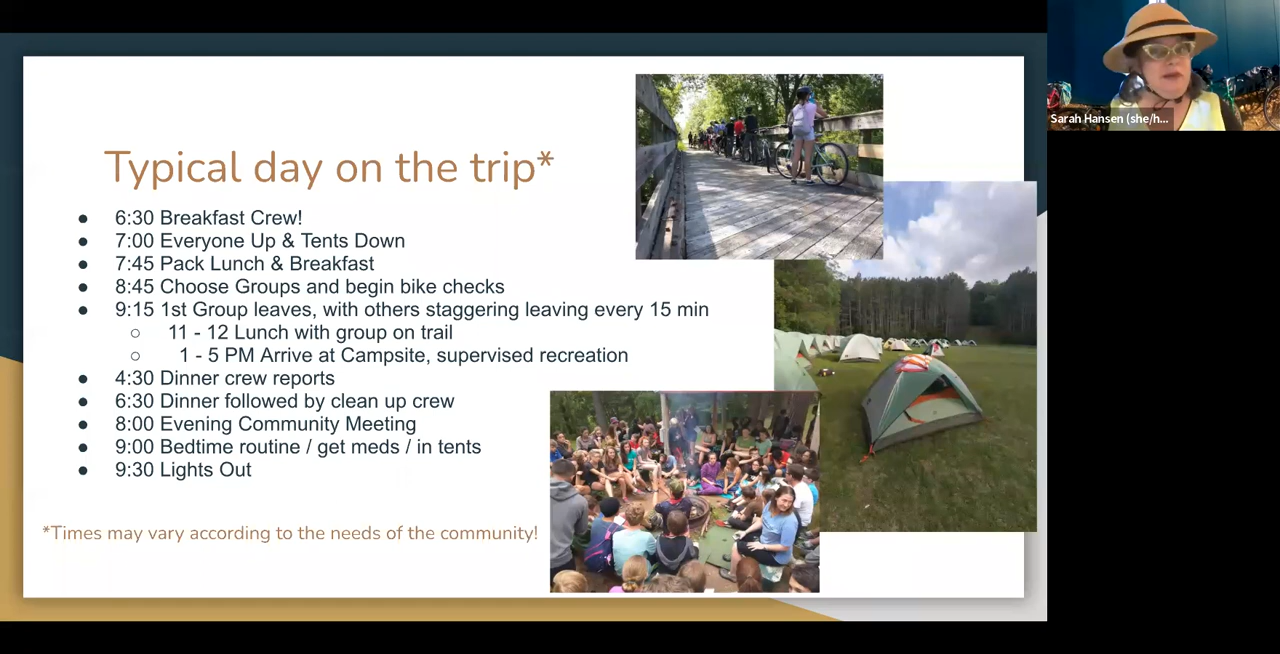 Typical day on the trip*
● 6:30 Breakfast Crew!
● 7:00 Everyone Up & Tents Down
● 7:45 Pack Lunch & Breakfast
● 8:45 Choose Groups and begin bike checks
● 9:15 1st Group leaves, with others staggering leaving every 15 min
○ 11 - 12 Lunch with group on trail
○ 1 - 5 PM Arrive at Campsite, supervised recreation
● 4:30 Dinner crew reports
● 6:30 Dinner followed by clean up crew
● 8:00 Evening Community Meeting
● 9:00 Bedtime routine / get meds / in tents
● 9:30 Lights Out
*Times may vary according to the needs of the community!
Sarah Hansen (she/h...